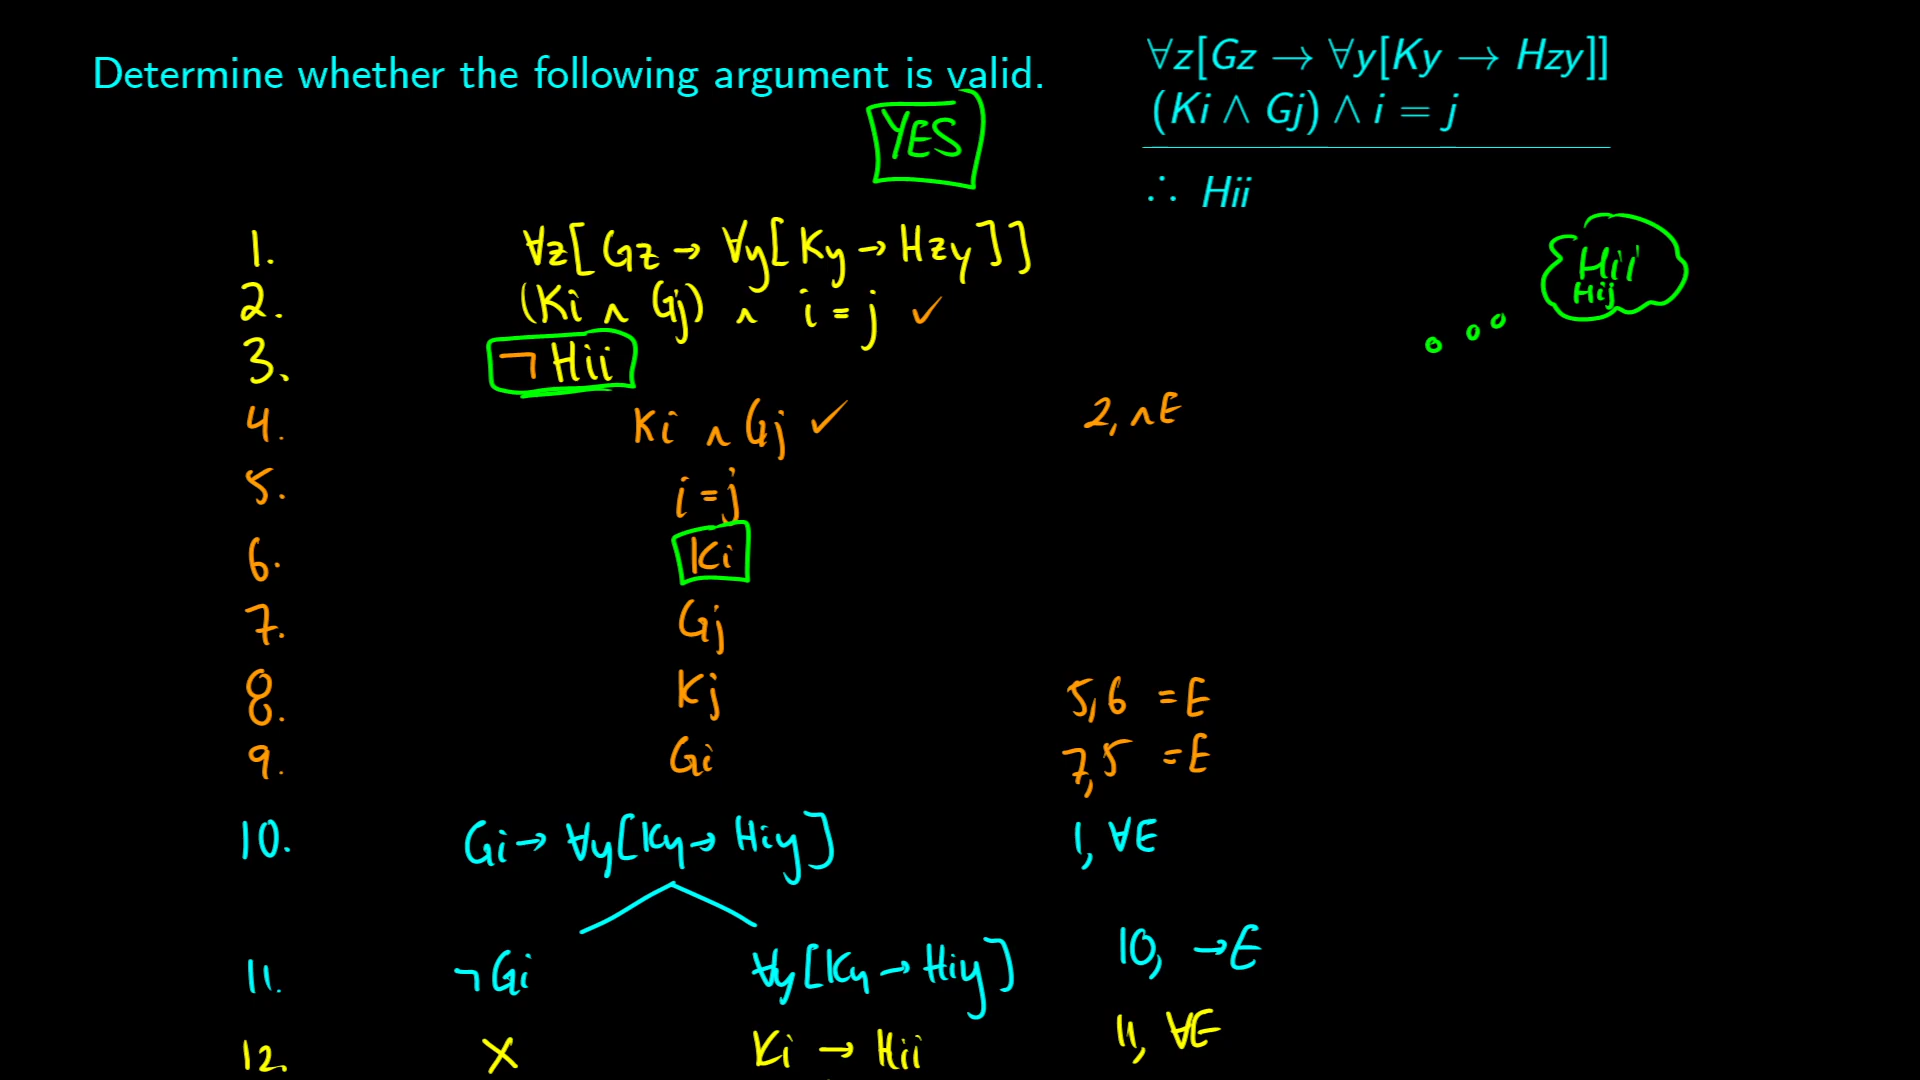 Determine whether the following argument is valid.
YES
∀z[Gz → ∀y[Ky → Hzy]]
(Ki ∧ Gj) ∧ i = j
∴ Hii
1. ∀z[Gz → ∀y[Ky → Hzy]]
2. (Ki ∧ Gj) ∧ i = j ✓
3. ¬Hii
Hii
Hij
4. Ki ∧ Gj ✓ 2, ∧E
5. i = j
6. Ki
7. Gj
8. Kj 5,6 =E
9. Gi 7,5 =E
10. Gi → ∀y[Ky → Hiy] 1, ∀E
11. ¬Gi ∀y[Ky → Hiy] 10, →E
12. X Ki → Hii 11, ∀E